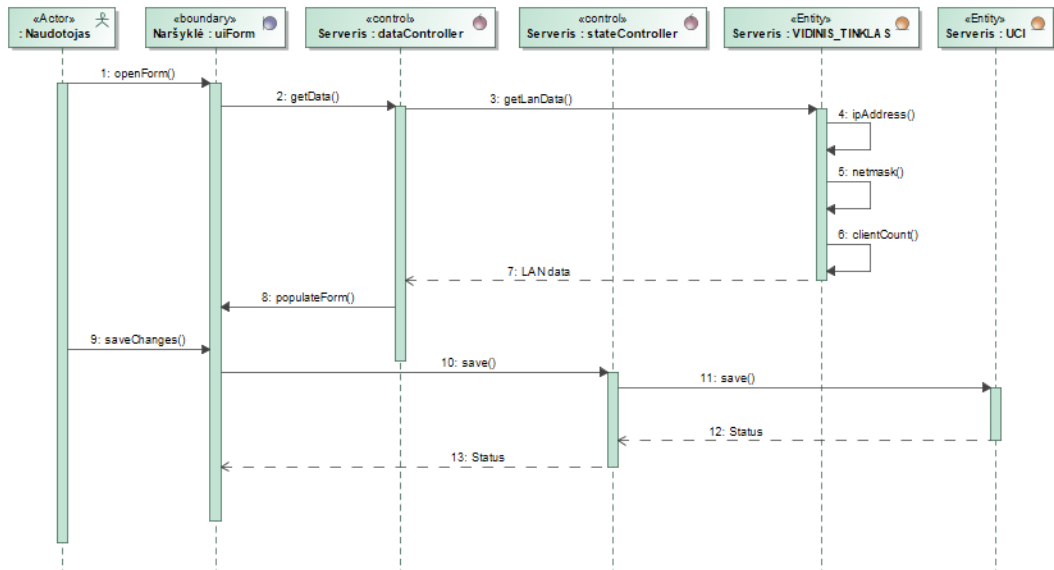 «Actor»
: Naudotojas
«boundary»
Naršyklė : uiForm
«control»
Serveris : dataController
«control»
Serveris : stateController
«Entity»
Serveris : VIDINIS_TINKLAS
«Entity»
Serveris : UCI
1: openForm()
2: getData()
3: getLanData()
4: ipAddress()
5: netmask()
6: clientCount()
7: LAN data
8: populateForm()
9: saveChanges()
10: save()
11: save()
12: Status
13: Status